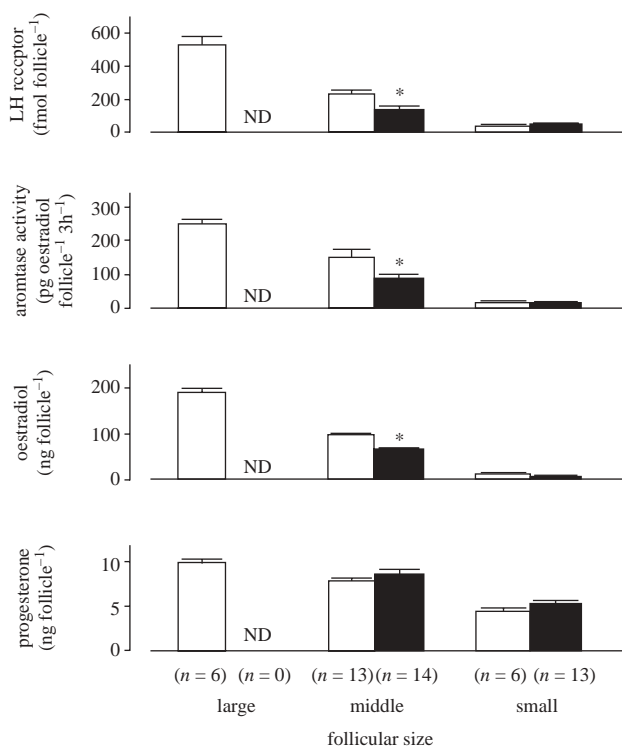 LH rcccptor
(fmol follicle⁻¹)
600
400
200
0
ND
*
aromtase activity
(pg oestradiol
follicle⁻¹ 3h⁻¹)
300
200
100
0
ND
*
oestradiol
(ng follicle⁻¹)
200
100
0
ND
*
progesterone
(ng follicle⁻¹)
10
5
0
ND
(n = 6) (n = 0) (n = 13) (n = 14) (n = 6) (n = 13)
large middle small
follicular size